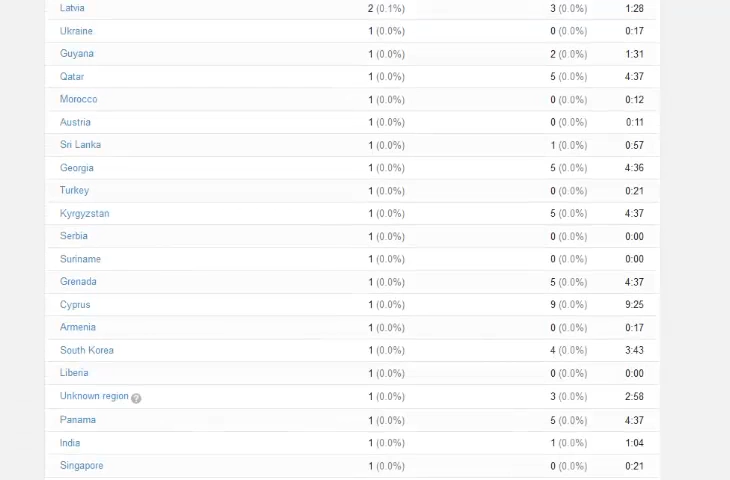 Latvia 2 (0.1%) 3 (0.0%) 1:28
Ukraine 1 (0.0%) 0 (0.0%) 0:17
Guyana 1 (0.0%) 2 (0.0%) 1:31
Qatar 1 (0.0%) 5 (0.0%) 4:37
Morocco 1 (0.0%) 0 (0.0%) 0:12
Austria 1 (0.0%) 0 (0.0%) 0:11
Sri Lanka 1 (0.0%) 1 (0.0%) 0:57
Georgia 1 (0.0%) 5 (0.0%) 4:36
Turkey 1 (0.0%) 0 (0.0%) 0:21
Kyrgyzstan 1 (0.0%) 5 (0.0%) 4:37
Serbia 1 (0.0%) 0 (0.0%) 0:00
Suriname 1 (0.0%) 0 (0.0%) 0:00
Grenada 1 (0.0%) 5 (0.0%) 4:37
Cyprus 1 (0.0%) 9 (0.0%) 9:25
Armenia 1 (0.0%) 0 (0.0%) 0:17
South Korea 1 (0.0%) 4 (0.0%) 3:43
Liberia 1 (0.0%) 0 (0.0%) 0:00
Unknown region ? 1 (0.0%) 3 (0.0%) 2:58
Panama 1 (0.0%) 5 (0.0%) 4:37
India 1 (0.0%) 1 (0.0%) 1:04
Singapore 1 (0.0%) 0 (0.0%) 0:21